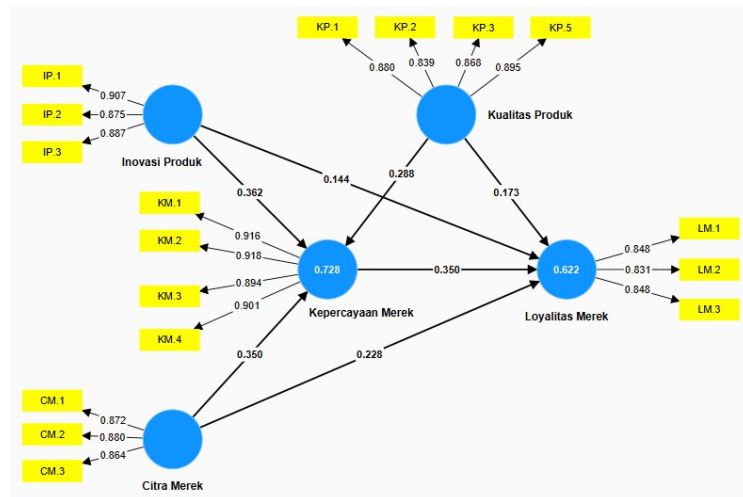 KP.1
KP.2
KP.3
KP.5
0.880
0.839
0.868
0.895
Kualitas Produk
IP.1
IP.2
IP.3
0.907
0.875
0.887
Inovasi Produk
0.362
0.144
0.288
0.173
KM.1
KM.2
KM.3
KM.4
0.916
0.918
0.894
0.901
0.728
Kepercayaan Merek
0.350
0.622
Loyalitas Merek
0.848
0.831
0.848
LM.1
LM.2
LM.3
0.350
0.228
CM.1
CM.2
CM.3
0.872
0.880
0.864
Citra Merek